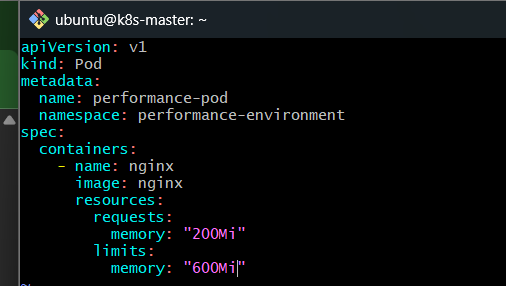 ubuntu@k8s-master: ~
apiVersion: v1
kind: Pod
metadata:
  name: performance-pod
  namespace: performance-environment
spec:
  containers:
    - name: nginx
      image: nginx
      resources:
        requests:
          memory: "200Mi"
        limits:
          memory: "600Mi"